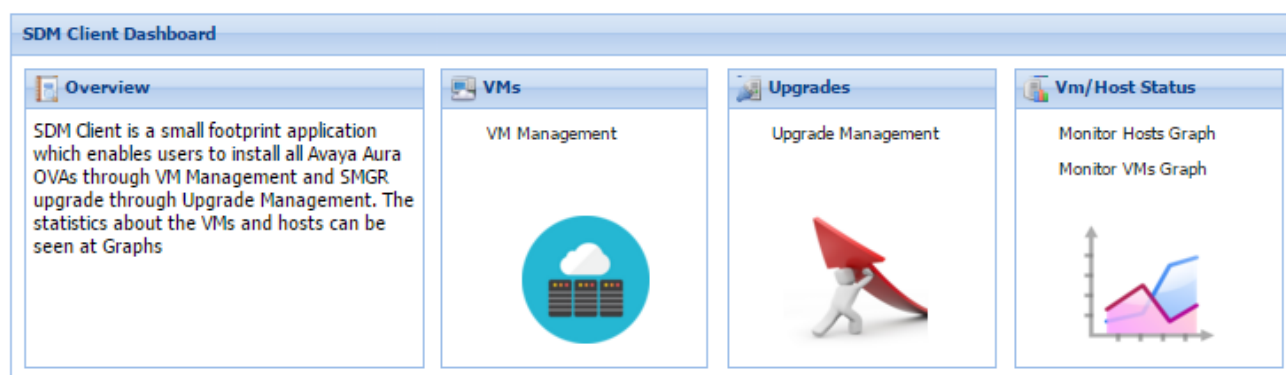 SDM Client Dashboard
Overview
SDM Client is a small footprint application
which enables users to install all Avaya Aura
OVAs through VM Management and SMGR
upgrade through Upgrade Management. The
statistics about the VMs and hosts can be
seen at Graphs
VMs
VM Management
Upgrades
Upgrade Management
Vm/Host Status
Monitor Hosts Graph
Monitor VMs Graph